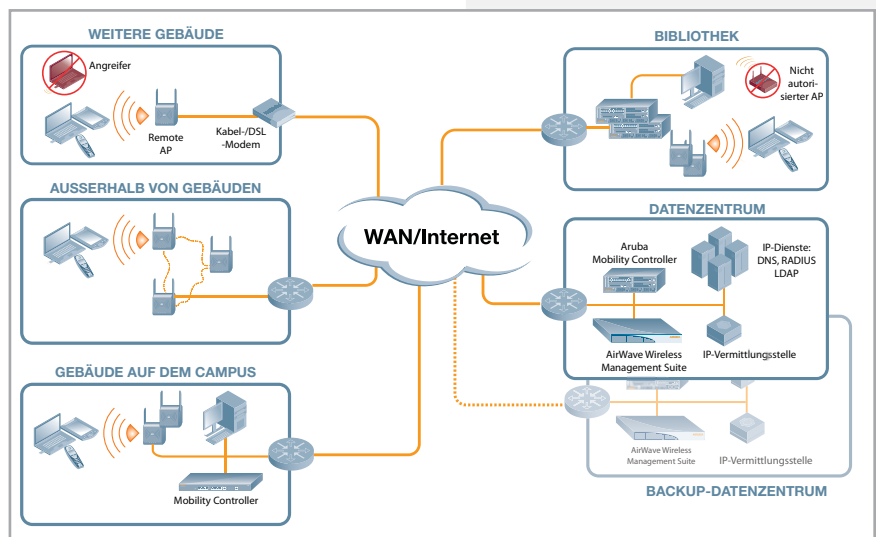 WEITERE GEBÄUDE
Angreifer
Remote
AP
Kabel-/DSL
-Modem
AUSSERHALB VON GEBÄUDEN
GEBÄUDE AUF DEM CAMPUS
Mobility Controller
WAN/Internet
BIBLIOTHEK
Nicht
autori-
sierter AP
DATENZENTRUM
Aruba
Mobility Controller
IP-Dienste:
DNS, RADIUS
LDAP
AirWave Wireless
Management Suite
IP-Vermittlungsstelle
AirWave Wireless
Management Suite
IP-Vermittlungsstelle
BACKUP-DATENZENTRUM